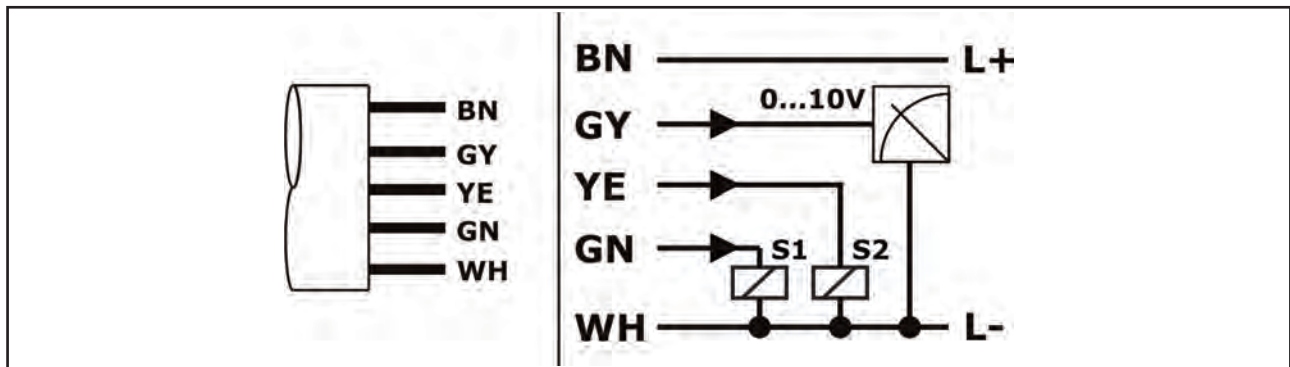 BN
GY
YE
GN
WH
BN L+
0...10V
GY
YE
GN S1 S2
WH L-